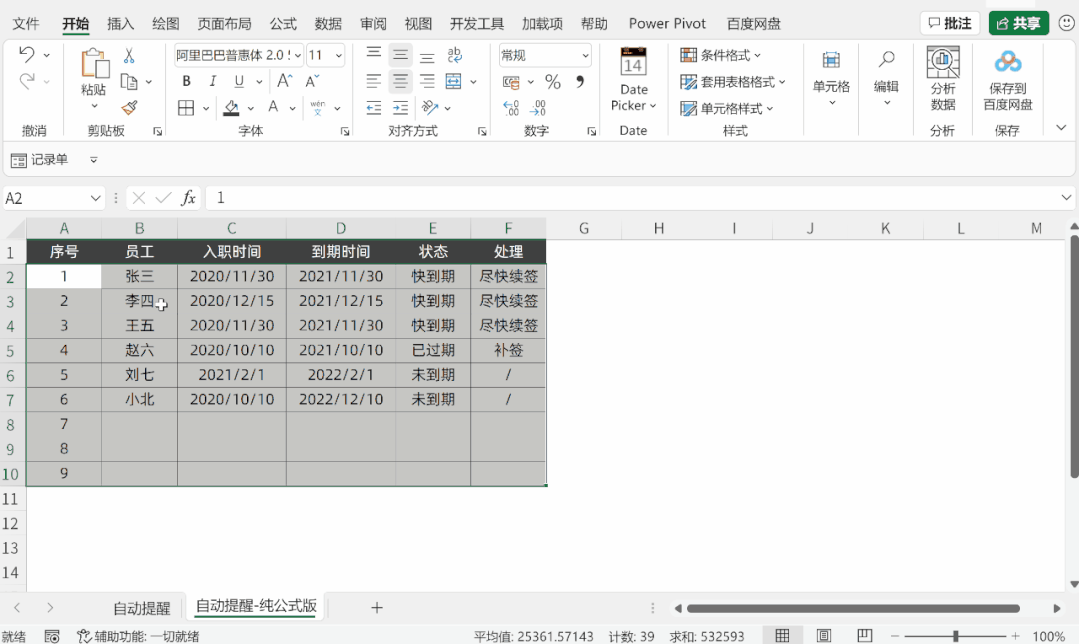 文件 开始 插入 绘图 页面布局 公式 数据 审阅 视图 开发工具 加载项 帮助 Power Pivot 百度网盘 批注 共享
阿里巴巴普惠体 2.0 11 常规 14 条件格式
粘贴 B I U A A ab Date 套用表格格式 单元格 编辑 分析 保存到
A wén 文 % , .00 .0 Picker 单元格样式 数据 百度网盘
撤消 剪贴板 字体 对齐方式 数字 Date 样式 分析 保存
记录单
A2 fx 1
A B C D E F G H I J K L M
1 序号 员工 入职时间 到期时间 状态 处理
2 1 张三 2020/11/30 2021/11/30 快到期 尽快续签
3 2 李四 2020/12/15 2021/12/15 快到期 尽快续签
4 3 王五 2020/11/30 2021/11/30 快到期 尽快续签
5 4 赵六 2020/10/10 2021/10/10 已过期 补签
6 5 刘七 2021/2/1 2022/2/1 未到期 /
7 6 小北 2020/10/10 2022/12/10 未到期 /
8 7
9 8
10 9
11
12
13
14
自动提醒 自动提醒-纯公式版
就绪 辅助功能: 一切就绪 平均值: 25361.57143 计数: 39 求和: 532593 100%